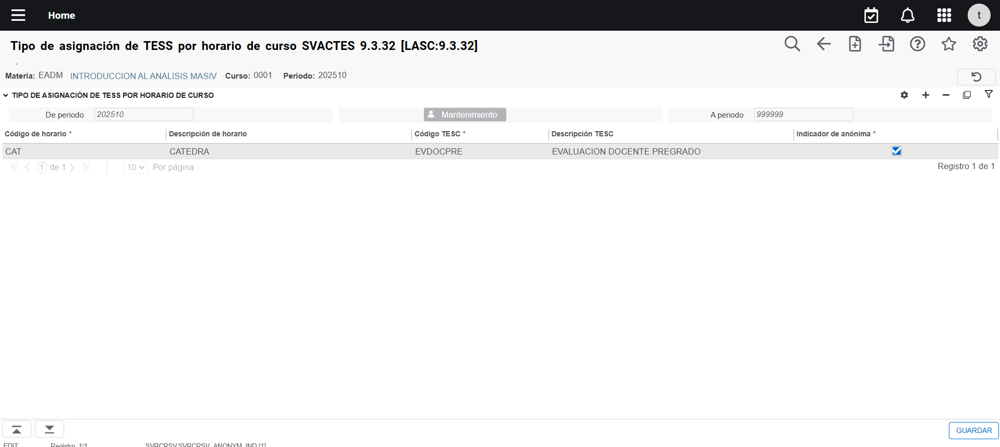 Home
t
Tipo de asignación de TESS por horario de curso SVACTES 9.3.32 [LASC:9.3.32]
.
Materia: EADM INTRODUCCION AL ANALISIS MASIV Curso: 0001 Periodo: 202510
TIPO DE ASIGNACIÓN DE TESS POR HORARIO DE CURSO
De periodo 202510 Mantenimiento A periodo 999999
Código de horario * Descripción de horario Código TESC * Descripción TESC Indicador de anónima *
CAT CATEDRA EVDOCPRE EVALUACION DOCENTE PREGRADO
1 de 1 10 Por página Registro 1 de 1
GUARDAR
EDIT Registro: 1/1 SVRCRSV.SVRCRSV_ANONYM_IND [1]